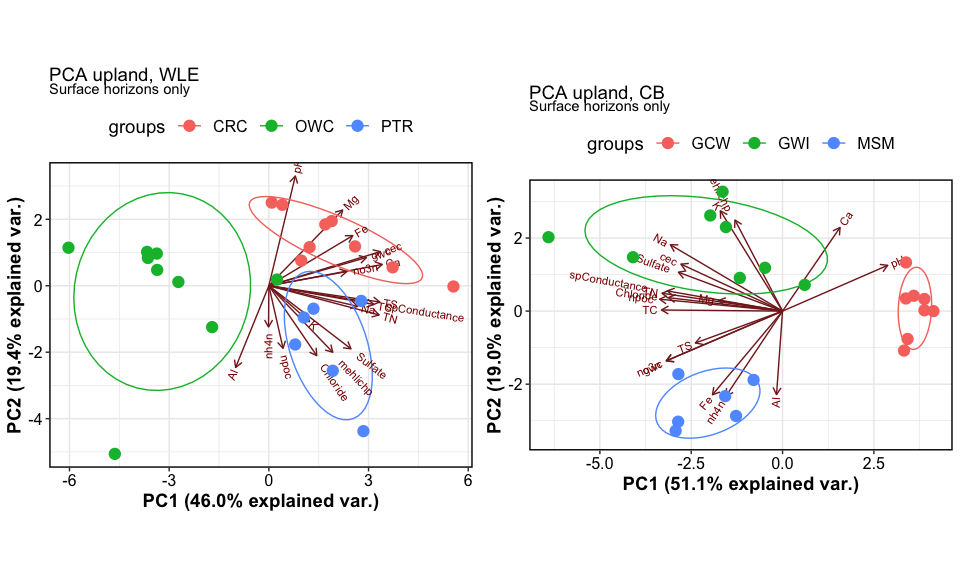 PCA upland, WLE
Surface horizons only
groups CRC OWC PTR
PC2 (19.4% explained var.)
2
0
-2
-4
-6
-3
0
3
6
PC1 (46.0% explained var.)
Mg
Fe
cec
no3n
TS
spConductance
TN
K
nh4n
npoc
Al
Sulfate
mehlichp
Chloride
PCA upland, CB
Surface horizons only
groups GCW GWI MSM
PC2 (19.0% explained var.)
2
0
-2
-5.0
-2.5
0.0
2.5
PC1 (51.1% explained var.)
Ca
Na
cec
Sulfate
spConductance
TN
Chloride
npoc
Mg
TC
TS
Fe
nh4n
Al